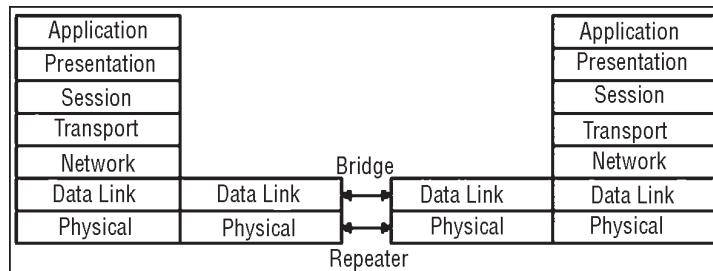 Application Application
Presentation Presentation
Session Session
Transport Transport
Network Bridge Network
Data Link Data Link Data Link Data Link
Physical Physical Physical Physical
Repeater